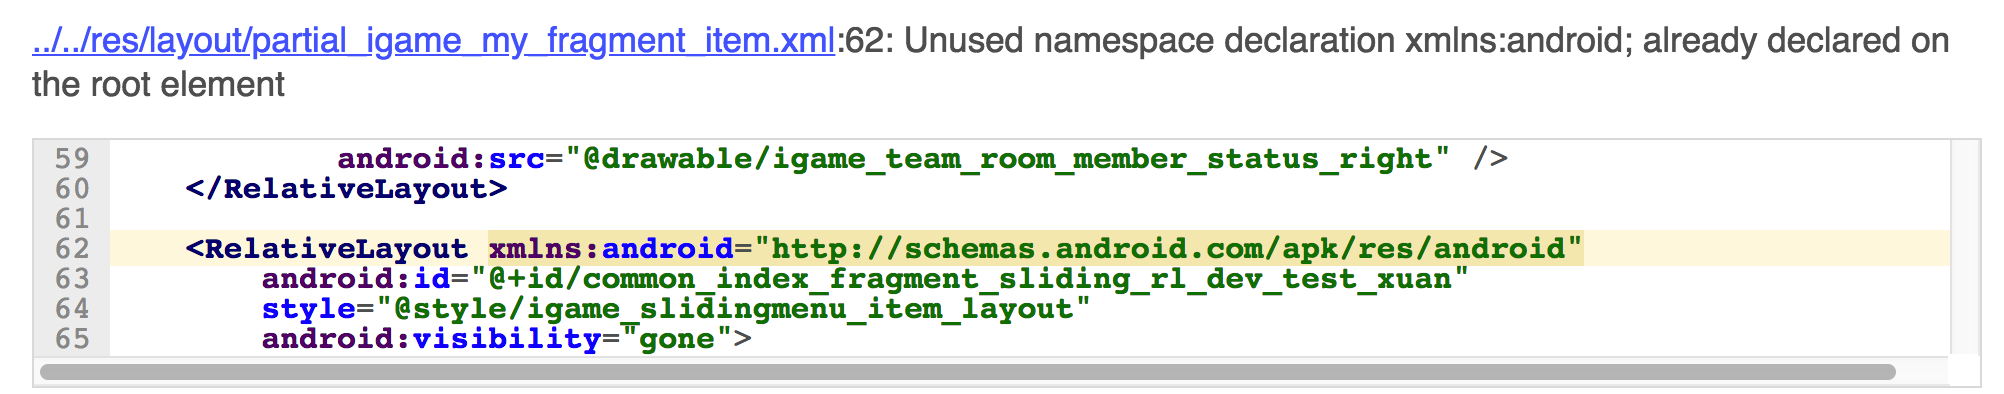 ../../res/layout/partial_igame_my_fragment_item.xml:62: Unused namespace declaration xmlns:android; already declared on
the root element
59 android:src="@drawable/igame_team_room_member_status_right" />
60 </RelativeLayout>
61
62 <RelativeLayout xmlns:android="http://schemas.android.com/apk/res/android"
63 android:id="@+id/common_index_fragment_sliding_rl_dev_test_xuan"
64 style="@style/igame_slidingmenu_item_layout"
65 android:visibility="gone">